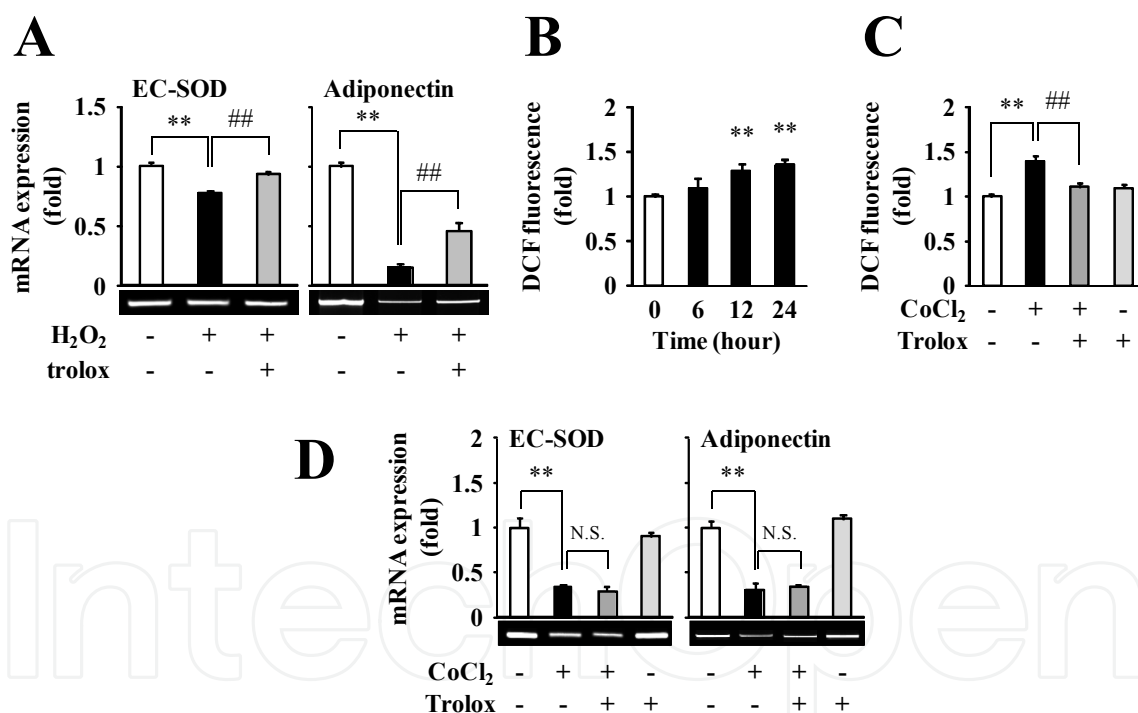 A
EC-SOD
Adiponectin
mRNA expression
(fold)
1.5
1
0.5
0
**
##
**
##
H2O2 - + + - + +
trolox - - + - - +
B
DCF fluorescence
(fold)
2
1.5
1
0.5
0
**
**
0 6 12 24
Time (hour)
C
DCF fluorescence
(fold)
2
1.5
1
0.5
0
**
##
CoCl2 - + + -
Trolox - - + +
D
EC-SOD
Adiponectin
mRNA expression
(fold)
2
1.5
1
0.5
0
**
N.S.
**
N.S.
CoCl2 - + + - - + + -
Trolox - - + + - - + +
IntechOpen